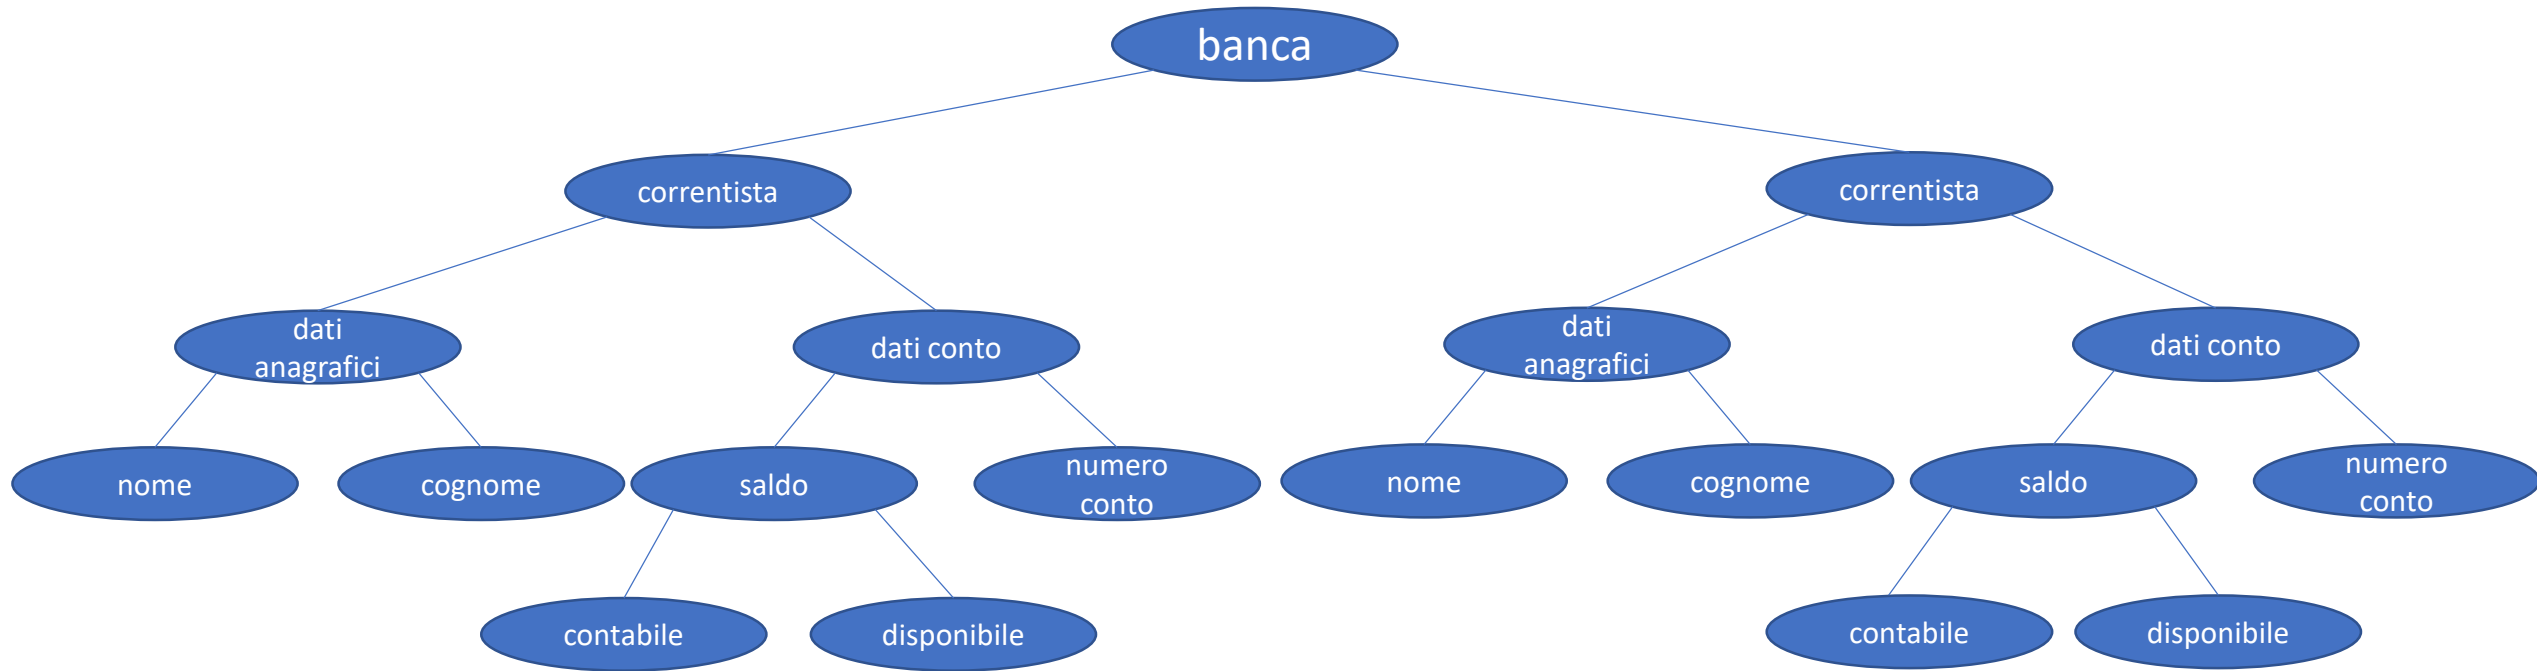 banca
correntista
correntista
dati
anagrafici
dati conto
dati
anagrafici
dati conto
nome
cognome
saldo
numero
conto
nome
cognome
saldo
numero
conto
contabile
disponibile
contabile
disponibile